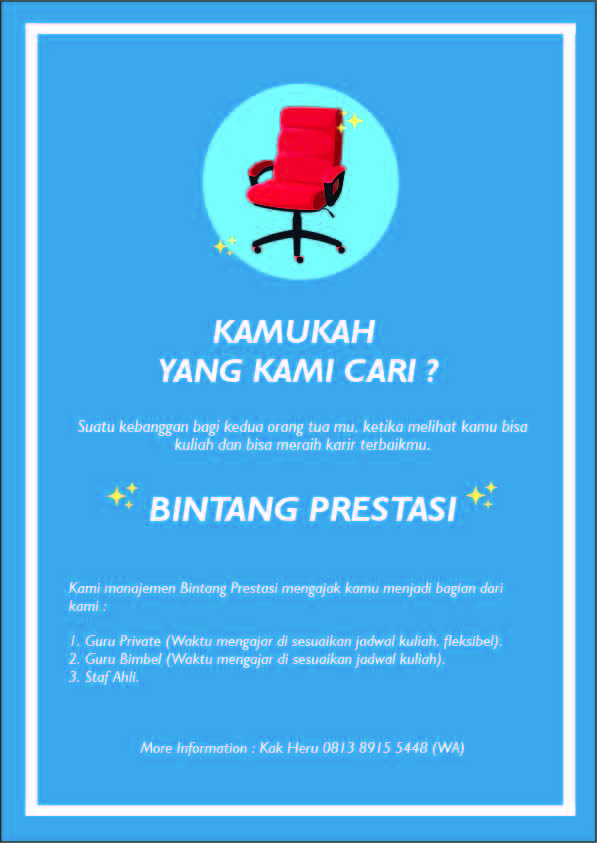 KAMUKAH
YANG KAMI CARI ?
Suatu kebanggan bagi kedua orang tua mu, ketika melihat kamu bisa
kuliah dan bisa meraih karir terbaikmu.
BINTANG PRESTASI
Kami manajemen Bintang Prestasi mengajak kamu menjadi bagian dari
kami :
1. Guru Private (Waktu mengajar di sesuaikan jadwal kuliah, fleksibel).
2. Guru Bimbel (Waktu mengajar di sesuaikan jadwal kuliah).
3. Staf Ahli.
More Information : Kak Heru 0813 8915 5448 (WA)